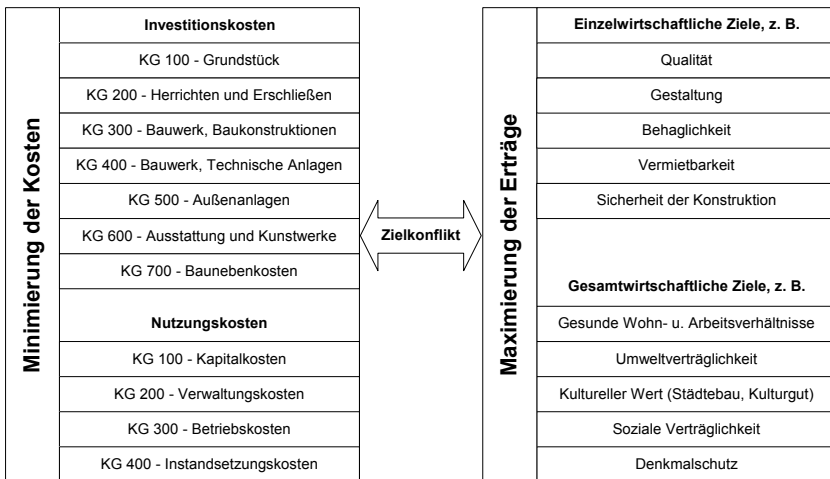 Minimierung der Kosten
Investitionskosten
KG 100 - Grundstück
KG 200 - Herrichten und Erschließen
KG 300 - Bauwerk, Baukonstruktionen
KG 400 - Bauwerk, Technische Anlagen
KG 500 - Außenanlagen
KG 600 - Ausstattung und Kunstwerke
KG 700 - Baunebenkosten
Nutzungskosten
KG 100 - Kapitalkosten
KG 200 - Verwaltungskosten
KG 300 - Betriebskosten
KG 400 - Instandsetzungskosten
Zielkonflikt
Maximierung der Erträge
Einzelwirtschaftliche Ziele, z. B.
Qualität
Gestaltung
Behaglichkeit
Vermietbarkeit
Sicherheit der Konstruktion
Gesamtwirtschaftliche Ziele, z. B.
Gesunde Wohn- u. Arbeitsverhältnisse
Umweltverträglichkeit
Kultureller Wert (Städtebau, Kulturgut)
Soziale Verträglichkeit
Denkmalschutz